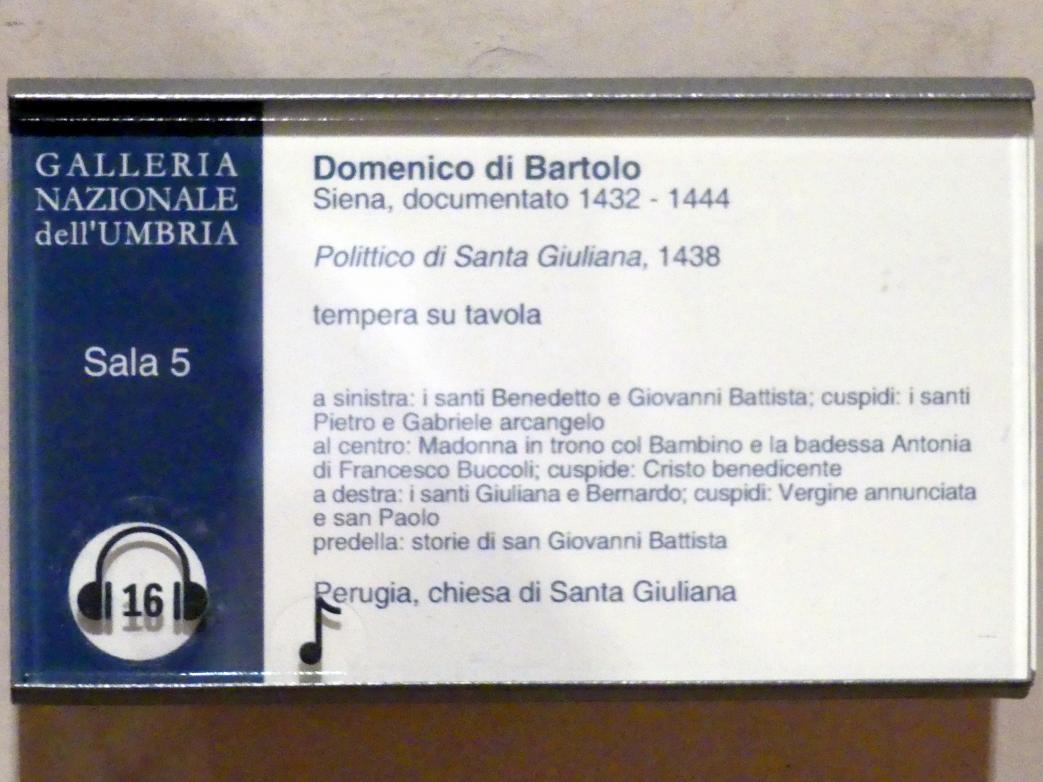 GALLERIA
NAZIONALE
dell'UMBRIA
Sala 5
16
Domenico di Bartolo
Siena, documentato 1432 - 1444
Polittico di Santa Giuliana, 1438
tempera su tavola
a sinistra: i santi Benedetto e Giovanni Battista; cuspidi: i santi
Pietro e Gabriele arcangelo
al centro: Madonna in trono col Bambino e la badessa Antonia
di Francesco Buccoli; cuspide: Cristo benedicente
a destra: i santi Giuliana e Bernardo; cuspidi: Vergine annunciata
e san Paolo
predella: storie di san Giovanni Battista
Perugia, chiesa di Santa Giuliana